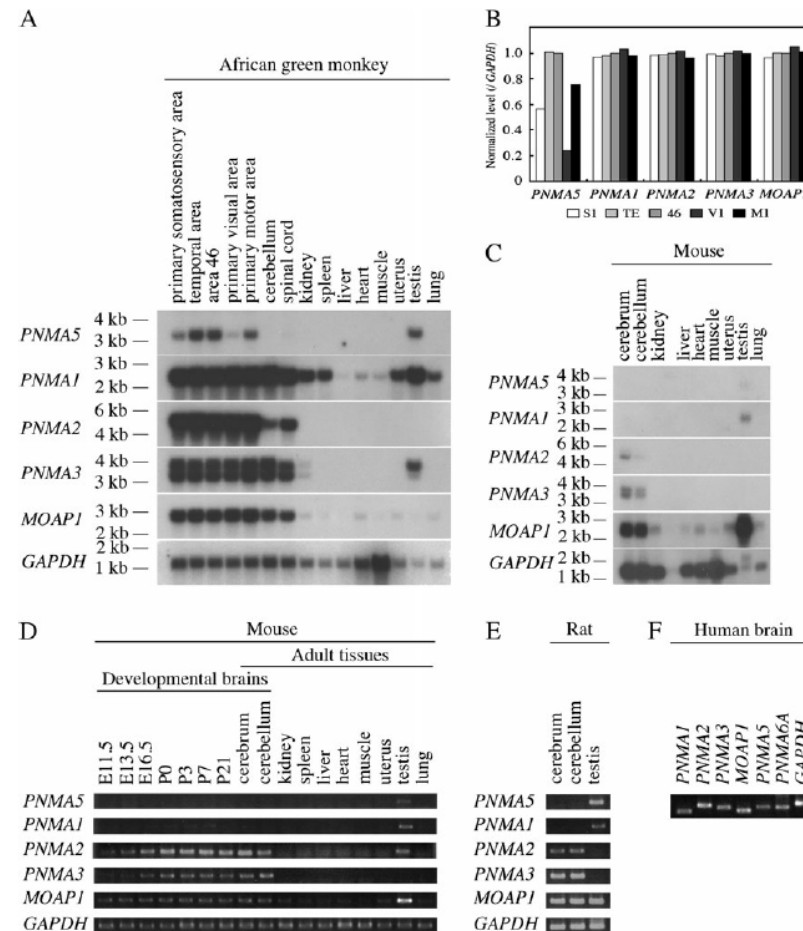 A
African green monkey
primary somatosensory area
temporal area
area 46
primary visual area
primary motor area
cerebellum
spinal cord
kidney
spleen
liver
heart
muscle
uterus
testis
lung
PNMA5 4 kb 3 kb
PNMA1 3 kb 2 kb
PNMA2 6 kb 4 kb
PNMA3 4 kb 3 kb
MOAP1 3 kb 2 kb
GAPDH 2 kb 1 kb
B
Normalized level (/ GAPDH)
1.0
0.8
0.6
0.4
0.2
0
PNMA5 PNMA1 PNMA2 PNMA3 MOAP1
S1 TE 46 V1 M1
C
Mouse
cerebrum
cerebellum
kidney
liver
heart
muscle
uterus
testis
lung
PNMA5 4 kb 3 kb
PNMA1 3 kb 2 kb
PNMA2 6 kb 4 kb
PNMA3 4 kb 3 kb
MOAP1 3 kb 2 kb
GAPDH 2 kb 1 kb
D
Mouse
Adult tissues
Developmental brains
E11.5
E13.5
E16.5
P0
P3
P7
P21
cerebrum
cerebellum
kidney
spleen
liver
heart
muscle
uterus
testis
lung
PNMA5
PNMA1
PNMA2
PNMA3
MOAP1
GAPDH
E
Rat
cerebrum
cerebellum
testis
PNMA5
PNMA1
PNMA2
PNMA3
MOAP1
GAPDH
F
Human brain
PNMA1
PNMA2
PNMA3
MOAP1
PNMA5
PNMA6A
GAPDH